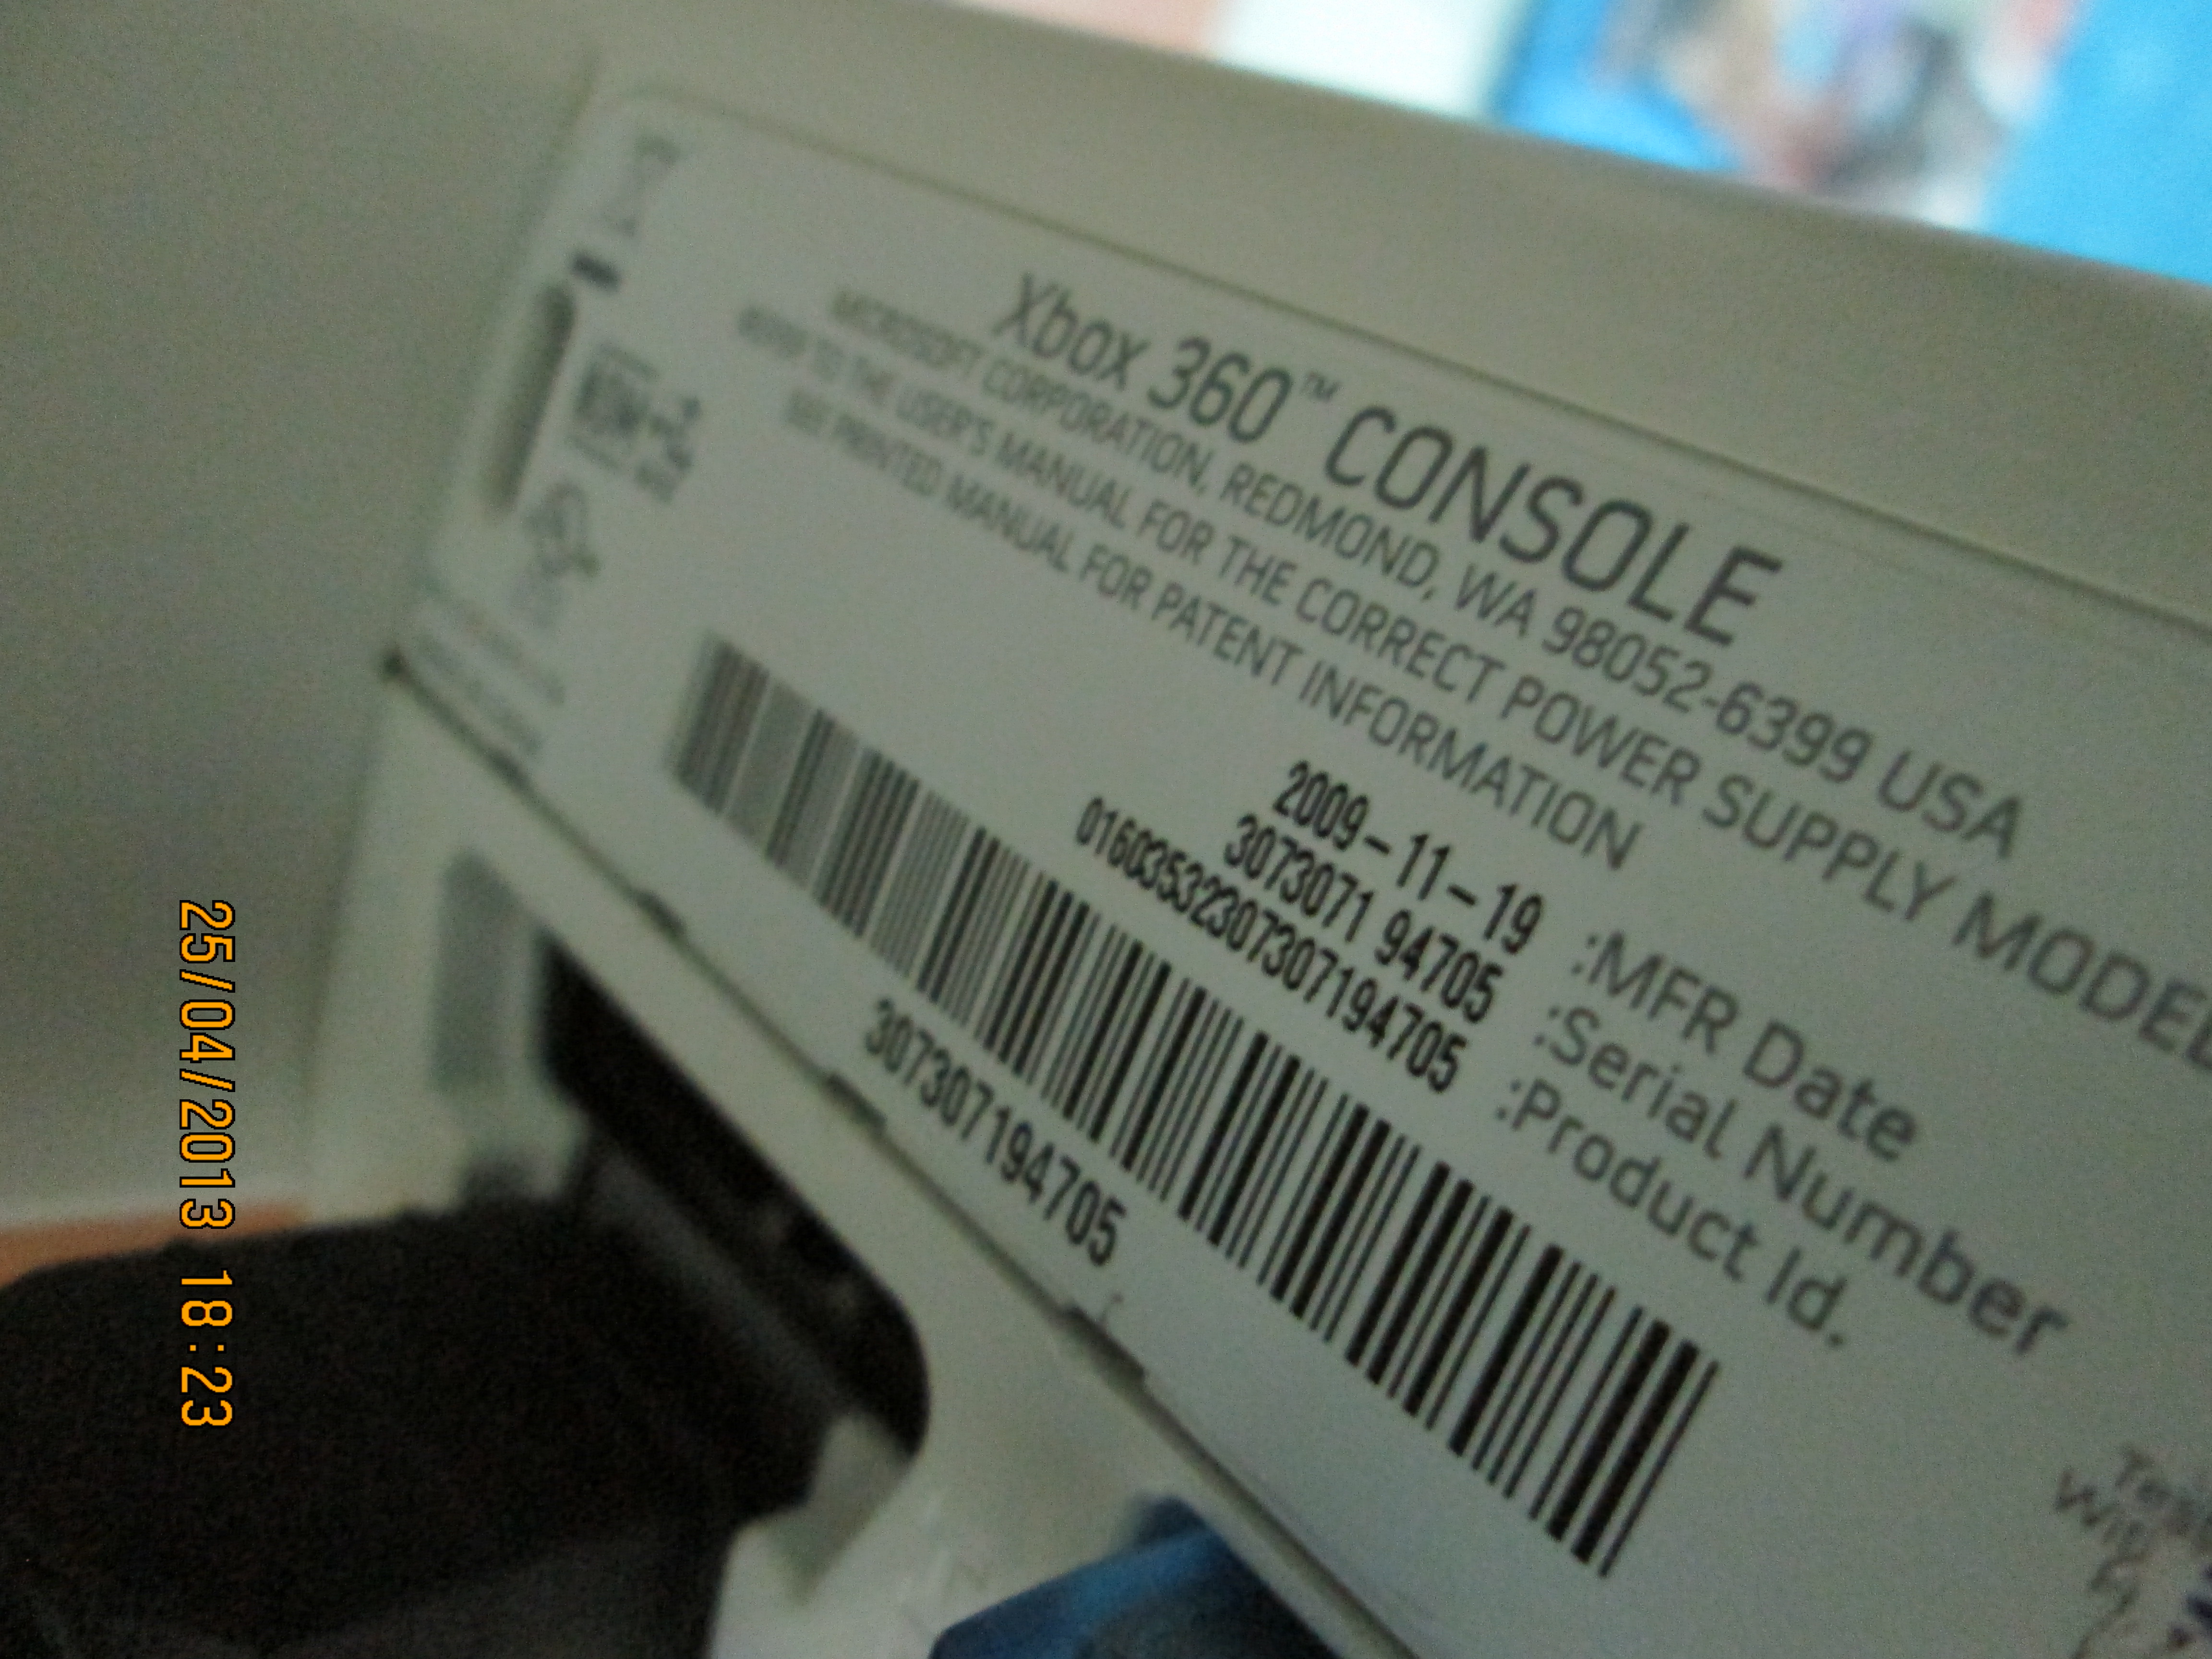 Xbox 360™ CONSOLE
MICROSOFT CORPORATION, REDMOND, WA 98052-6399 USA
REFER TO THE USER'S MANUAL FOR THE CORRECT POWER SUPPLY MODEL
SEE PRINTED MANUAL FOR PATENT INFORMATION
2009-11-19 :MFR Date
3073071 94705 :Serial Number
01603532307307194705 :Product Id.
307307194705
25/04/2013 18:23